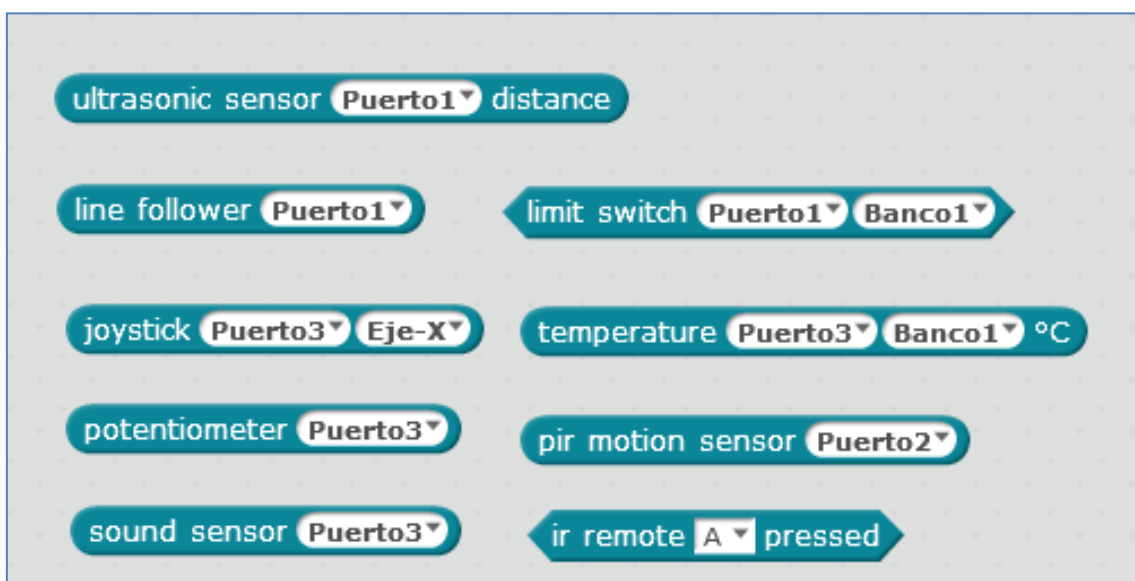 ultrasonic sensor Puerto1 distance
line follower Puerto1
limit switch Puerto1 Banco1
joystick Puerto3 Eje-X
temperature Puerto3 Banco1 °C
potentiometer Puerto3
pir motion sensor Puerto2
sound sensor Puerto3
ir remote A pressed